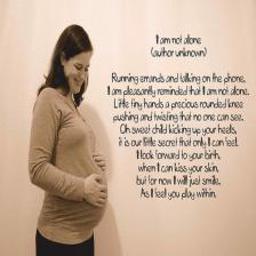 I am not alone
(author unknown)
Running errands and talking on the phone,
I am pleasantly reminded that I am not alone.
Little tiny hands a precious rounded knee
pushing and twisting that no one can see.
Oh sweet child kicking up your heels,
it is our little secret that only I can feel.
I look forward to your birth,
when I can kiss your skin,
but for now I will just smile,
As I feel you play within.